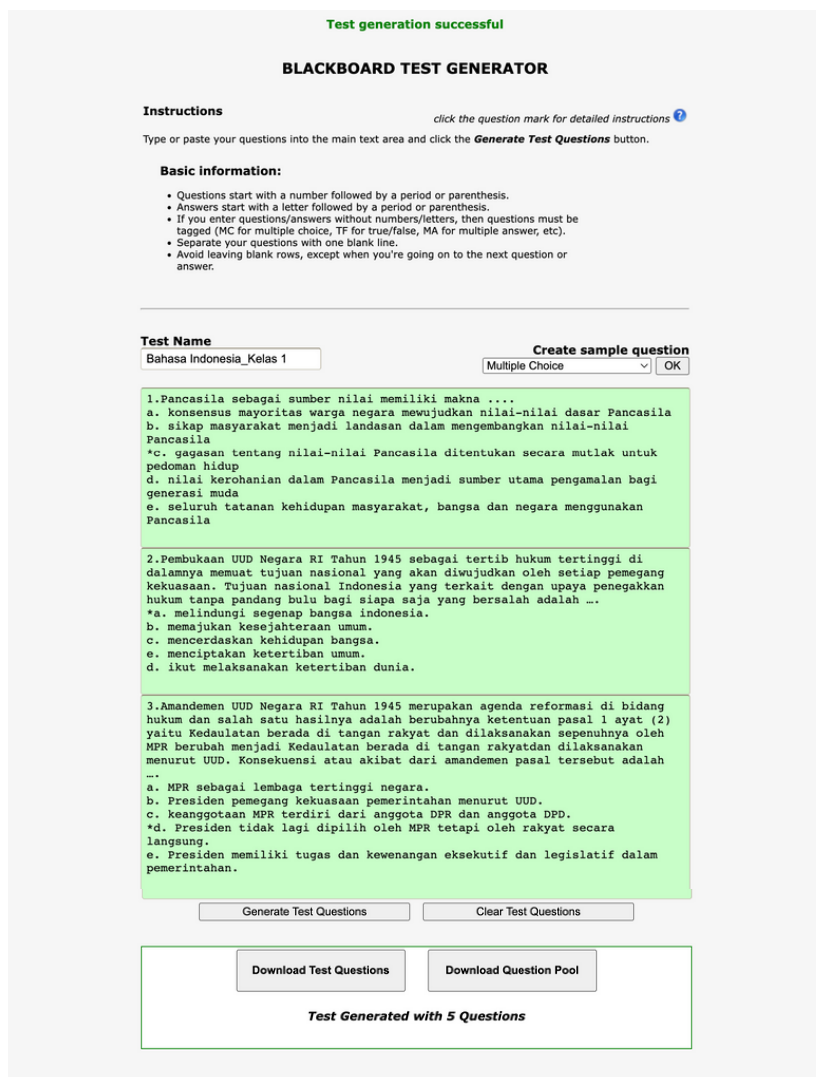 Test generation successful
BLACKBOARD TEST GENERATOR
Instructions
click the question mark for detailed instructions ?
Type or paste your questions into the main text area and click the Generate Test Questions button.
Basic information:
• Questions start with a number followed by a period or parenthesis.
• Answers start with a letter followed by a period or parenthesis.
• If you enter questions/answers without numbers/letters, then questions must be
tagged (MC for multiple choice, TF for true/false, MA for multiple answer, etc).
• Separate your questions with one blank line.
• Avoid leaving blank rows, except when you're going on to the next question or
answer.
Test Name
Bahasa Indonesia_Kelas 1
Create sample question
Multiple Choice
OK
1.Pancasila sebagai sumber nilai memiliki makna ....
a. konsensus mayoritas warga negara mewujudkan nilai-nilai dasar Pancasila
b. sikap masyarakat menjadi landasan dalam mengembangkan nilai-nilai
Pancasila
*c. gagasan tentang nilai-nilai Pancasila ditentukan secara mutlak untuk
pedoman hidup
d. nilai kerohanian dalam Pancasila menjadi sumber utama pengamalan bagi
generasi muda
e. seluruh tatanan kehidupan masyarakat, bangsa dan negara menggunakan
Pancasila
2.Pembukaan UUD Negara RI Tahun 1945 sebagai tertib hukum tertinggi di
dalamnya memuat tujuan nasional yang akan diwujudkan oleh setiap pemegang
kekuasaan. Tujuan nasional Indonesia yang terkait dengan upaya penegakkan
hukum tanpa pandang bulu bagi siapa saja yang bersalah adalah ….
*a. melindungi segenap bangsa indonesia.
b. memajukan kesejahteraan umum.
c. mencerdaskan kehidupan bangsa.
e. menciptakan ketertiban umum.
d. ikut melaksanakan ketertiban dunia.
3.Amandemen UUD Negara RI Tahun 1945 merupakan agenda reformasi di bidang
hukum dan salah satu hasilnya adalah berubahnya ketentuan pasal 1 ayat (2)
yaitu Kedaulatan berada di tangan rakyat dan dilaksanakan sepenuhnya oleh
MPR berubah menjadi Kedaulatan berada di tangan rakyatdan dilaksanakan
menurut UUD. Konsekuensi atau akibat dari amandemen pasal tersebut adalah
….
a. MPR sebagai lembaga tertinggi negara.
b. Presiden pemegang kekuasaan pemerintahan menurut UUD.
c. keanggotaan MPR terdiri dari anggota DPR dan anggota DPD.
*d. Presiden tidak lagi dipilih oleh MPR tetapi oleh rakyat secara
langsung.
e. Presiden memiliki tugas dan kewenangan eksekutif dan legislatif dalam
pemerintahan.
Generate Test Questions
Clear Test Questions
Download Test Questions
Download Question Pool
Test Generated with 5 Questions